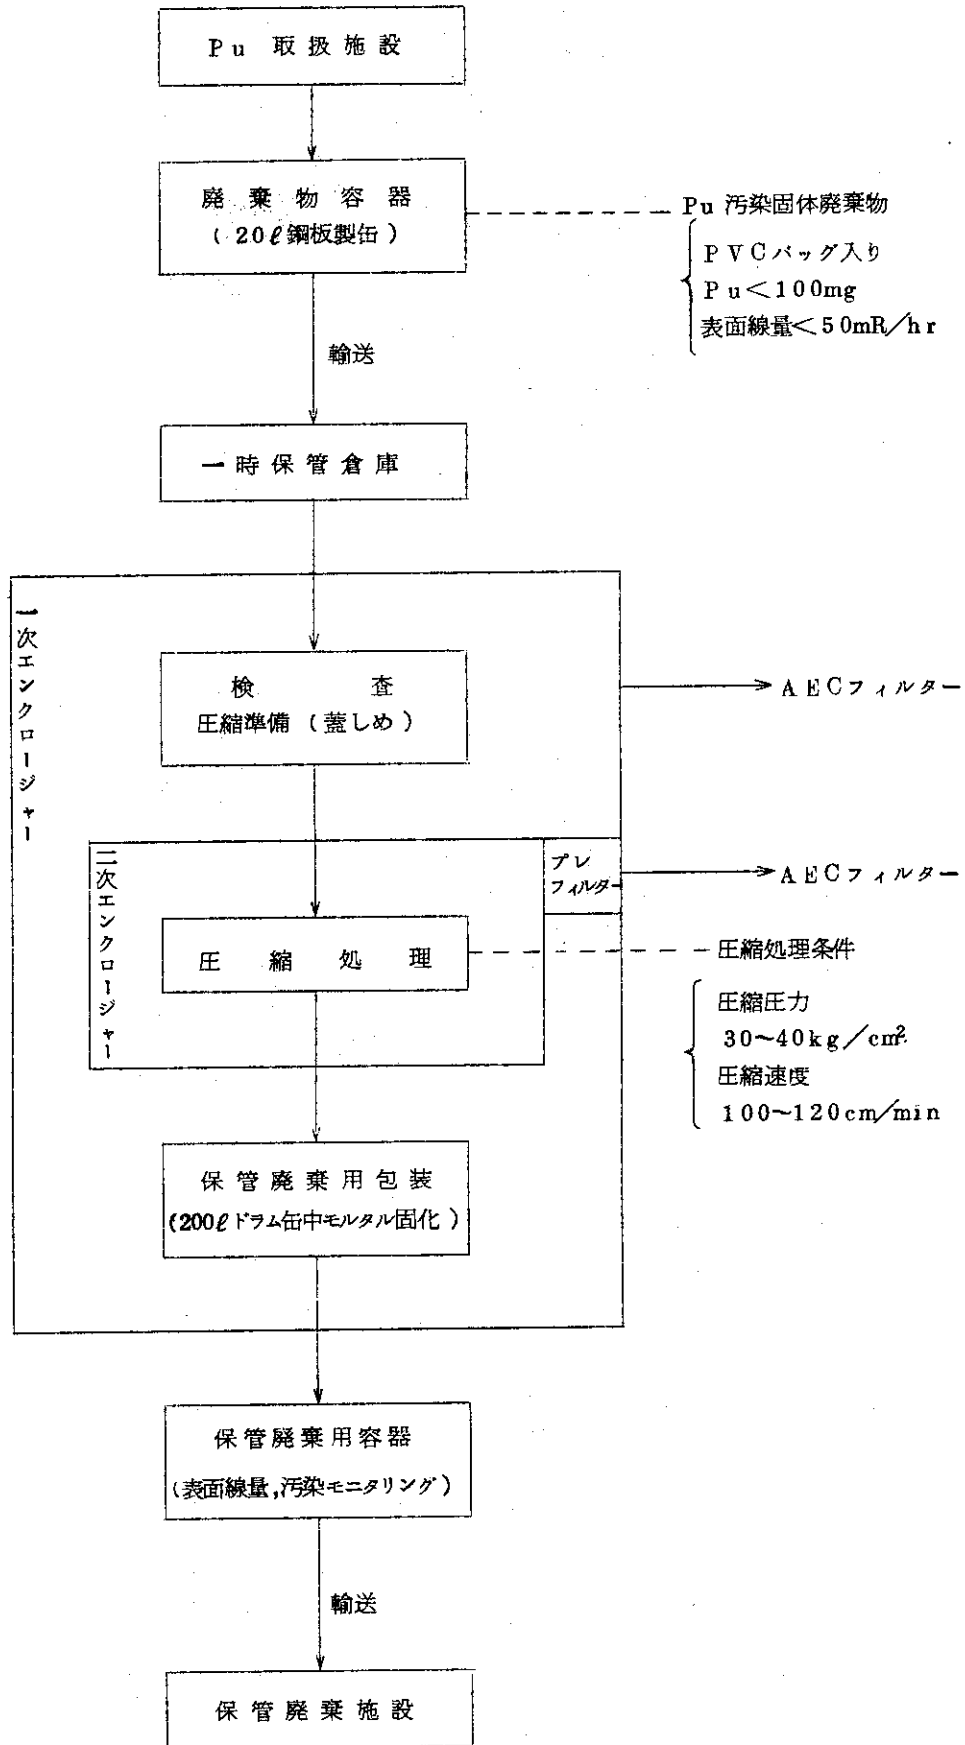 Pu 取扱施設
廃棄物容器
(20ℓ鋼板製缶)
Pu 汚染固体廃棄物
PVCバッグ入り
Pu<100mg
表面線量<50mR/hr
輸送
一時保管倉庫
一次エンクロージャー
検査
圧縮準備(蓋しめ)
AECフィルター
二次エンクロージャー
プレ
フィルター
AECフィルター
圧縮処理
圧縮処理条件
圧縮圧力
30~40kg/cm²
圧縮速度
100~120cm/min
保管廃棄用包装
(200ℓドラム缶中モルタル固化)
保管廃棄用容器
(表面線量,汚染モニタリング)
輸送
保管廃棄施設